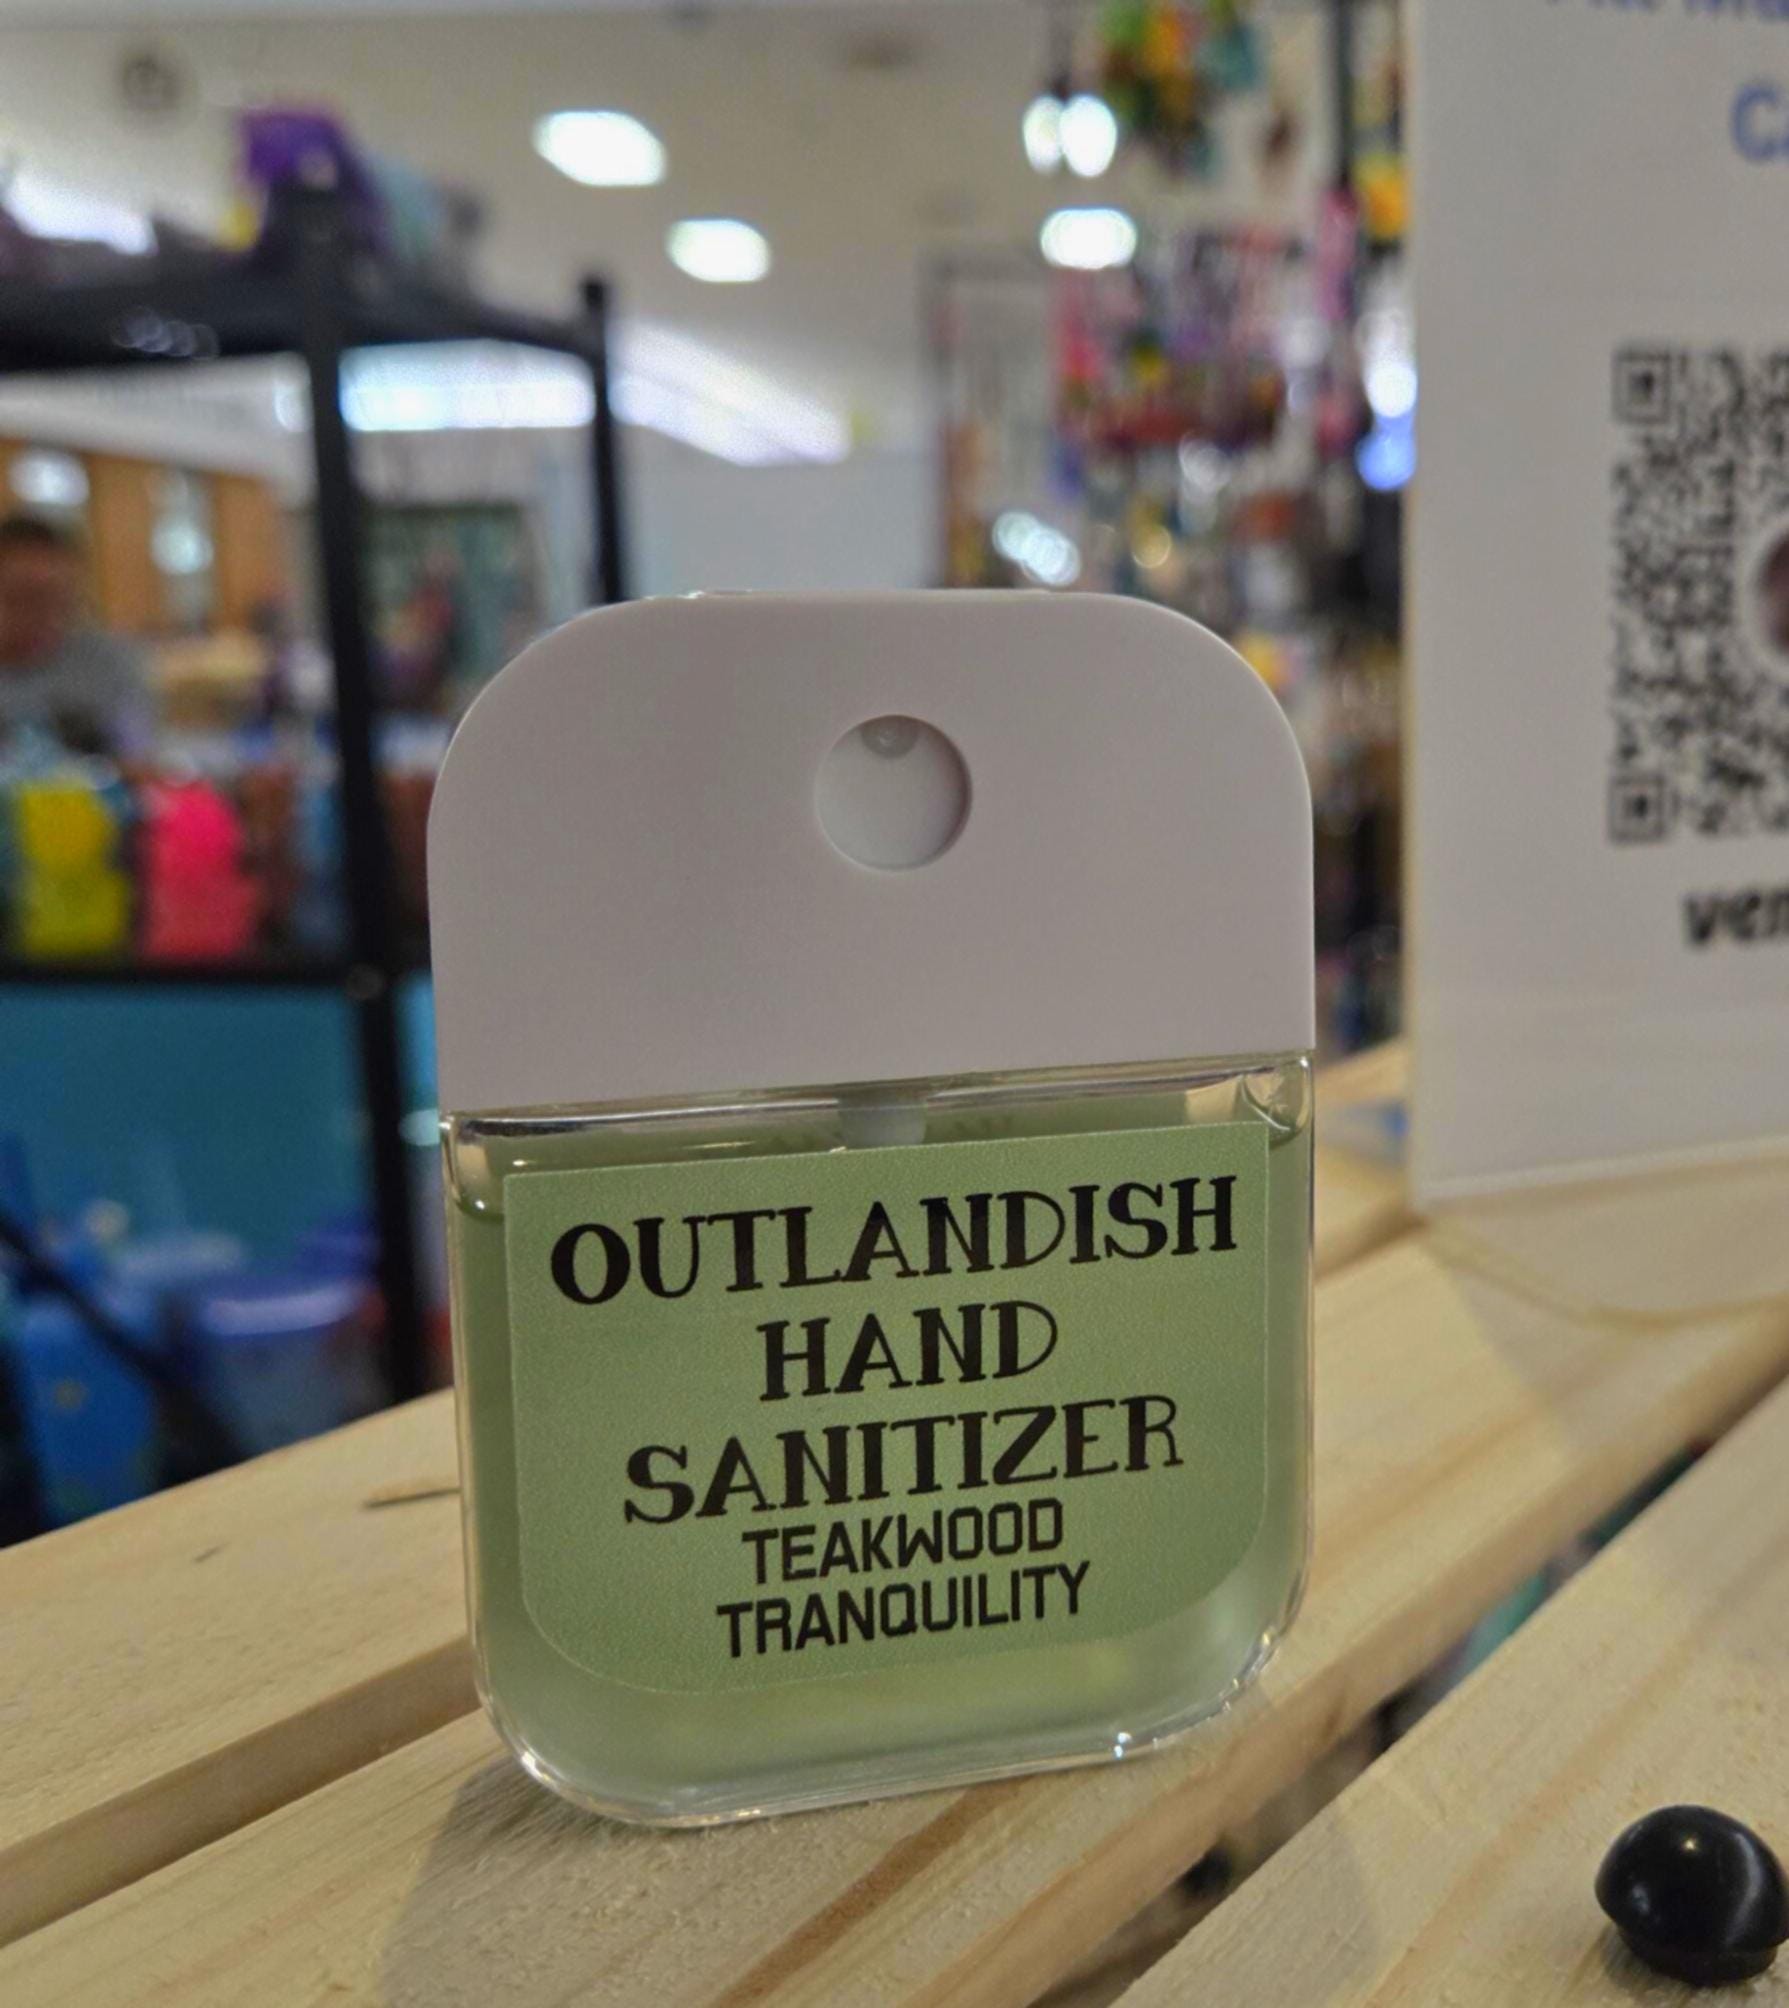 OUTLANDISH
HAND
SANITIZER
TEAKWOOD
TRANQUILITY